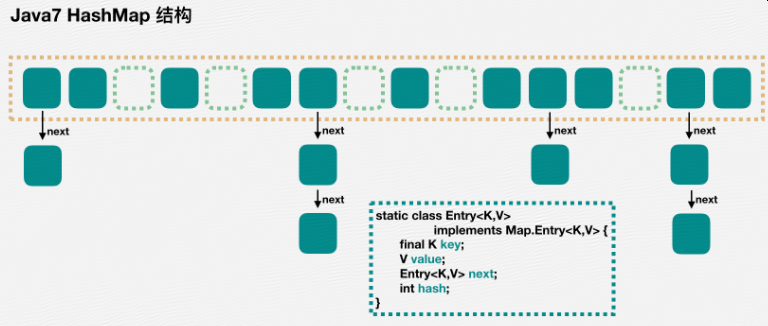 Java7 HashMap 结构
next
next
next
next
next
next
static class Entry<K,V>
implements Map.Entry<K,V> {
final K key;
V value;
Entry<K,V> next;
int hash;
}